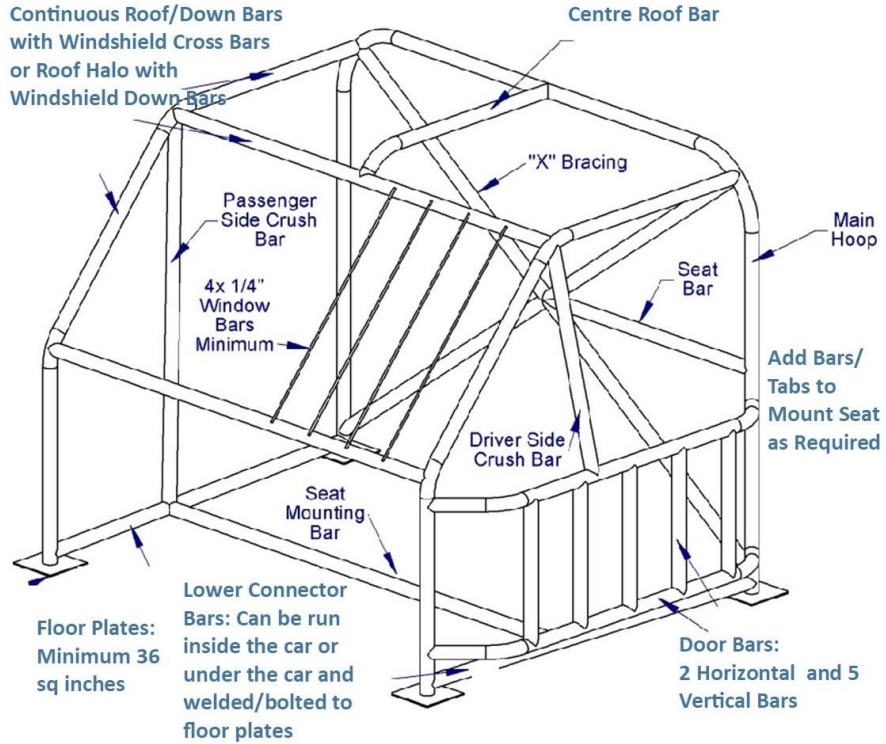 Continuous Roof/Down Bars
with Windshield Cross Bars
or Roof Halo with
Windshield Down Bars
Centre Roof Bar
"X" Bracing
Passenger
Side Crush
Bar
Main
Hoop
Seat
Bar
4x 1/4"
Window
Bars
Minimum
Add Bars/
Tabs to
Mount Seat
as Required
Driver Side
Crush Bar
Seat
Mounting
Bar
Lower Connector
Bars: Can be run
inside the car or
under the car and
welded/bolted to
floor plates
Floor Plates:
Minimum 36
sq inches
Door Bars:
2 Horizontal and 5
Vertical Bars